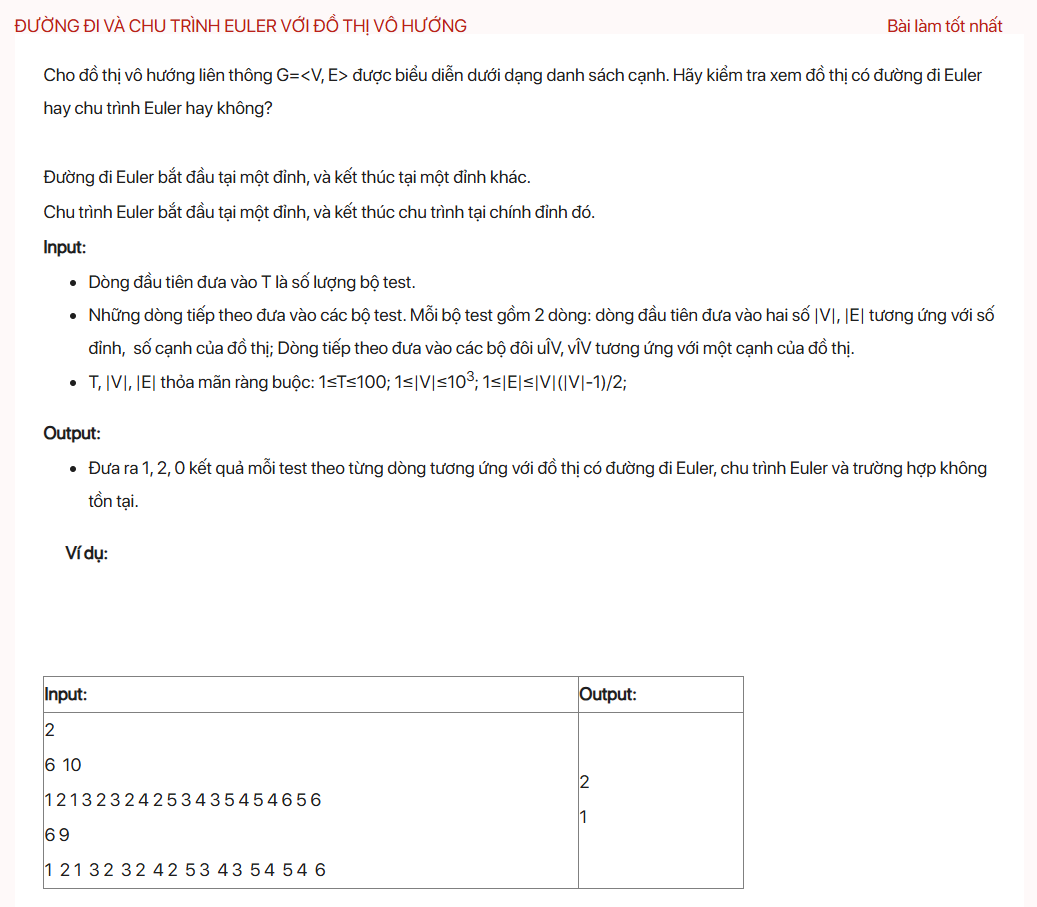 ĐƯỜNG ĐI VÀ CHU TRÌNH EULER VỚI ĐỒ THỊ VÔ HƯỚNG
Bài làm tốt nhất
Cho đồ thị vô hướng liên thông G=<V, E> được biểu diễn dưới dạng danh sách cạnh. Hãy kiểm tra xem đồ thị có đường đi Euler
hay chu trình Euler hay không?
Đường đi Euler bắt đầu tại một đỉnh, và kết thúc tại một đỉnh khác.
Chu trình Euler bắt đầu tại một đỉnh, và kết thúc chu trình tại chính đỉnh đó.
Input:
• Dòng đầu tiên đưa vào T là số lượng bộ test.
• Những dòng tiếp theo đưa vào các bộ test. Mỗi bộ test gồm 2 dòng: dòng đầu tiên đưa vào hai số |V|, |E| tương ứng với số
đỉnh, số cạnh của đồ thị; Dòng tiếp theo đưa vào các bộ đôi uÎV, vÎV tương ứng với một cạnh của đồ thị.
• T, |V|, |E| thỏa mãn ràng buộc: 1≤T≤100; 1≤|V|≤10³; 1≤|E|≤|V|(|V|-1)/2;
Output:
• Đưa ra 1, 2, 0 kết quả mỗi test theo từng dòng tương ứng với đồ thị có đường đi Euler, chu trình Euler và trường hợp không
tồn tại.
Ví dụ:
Input:
Output:
2
6 10
1 2 1 3 2 3 2 4 2 5 3 4 3 5 4 5 4 6 5 6
6 9
1 2 1 3 2 3 2 4 2 5 3 4 3 5 4 5 4 6
2
1